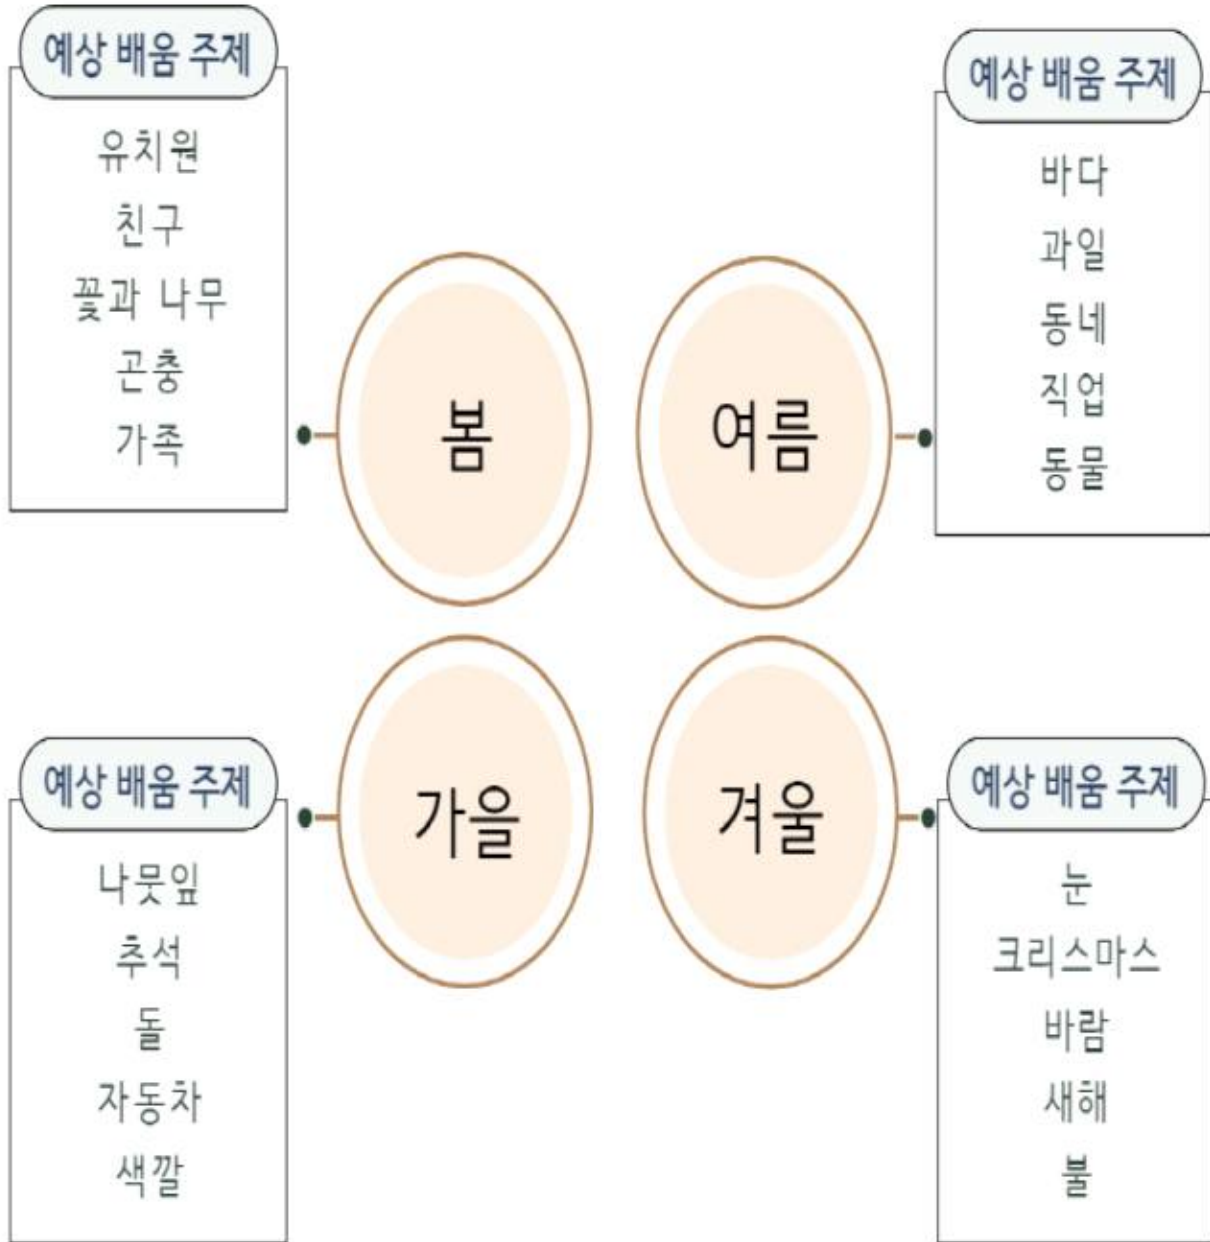 예상 배움 주제
유치원
친구
꽃과 나무
곤충
가족
봄
예상 배움 주제
바다
과일
동네
직업
동물
여름
예상 배움 주제
나뭇잎
추석
돌
자동차
색깔
가을
예상 배움 주제
눈
크리스마스
바람
새해
불
겨울